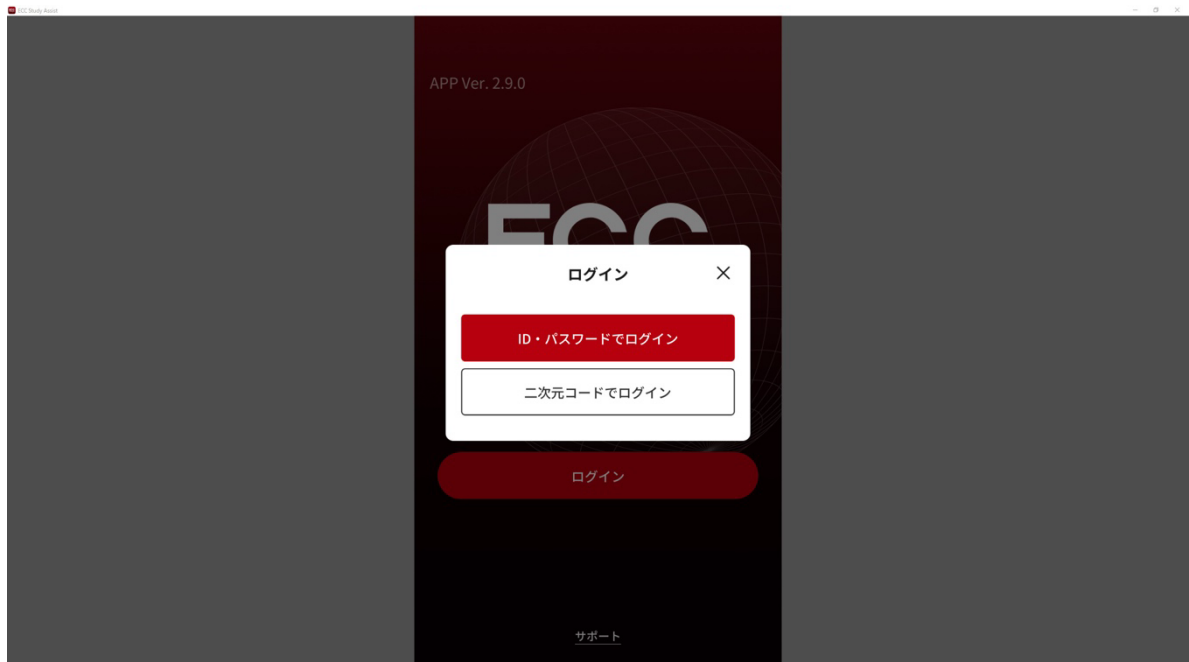 ECC Study Assist
APP Ver. 2.9.0
ECC
ログイン
ID・パスワードでログイン
二次元コードでログイン
ログイン
サポート